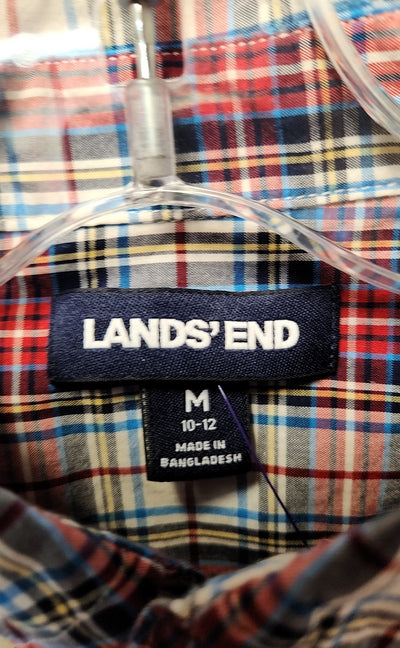 LANDS' END
M
10-12
MADE IN
BANGLADESH